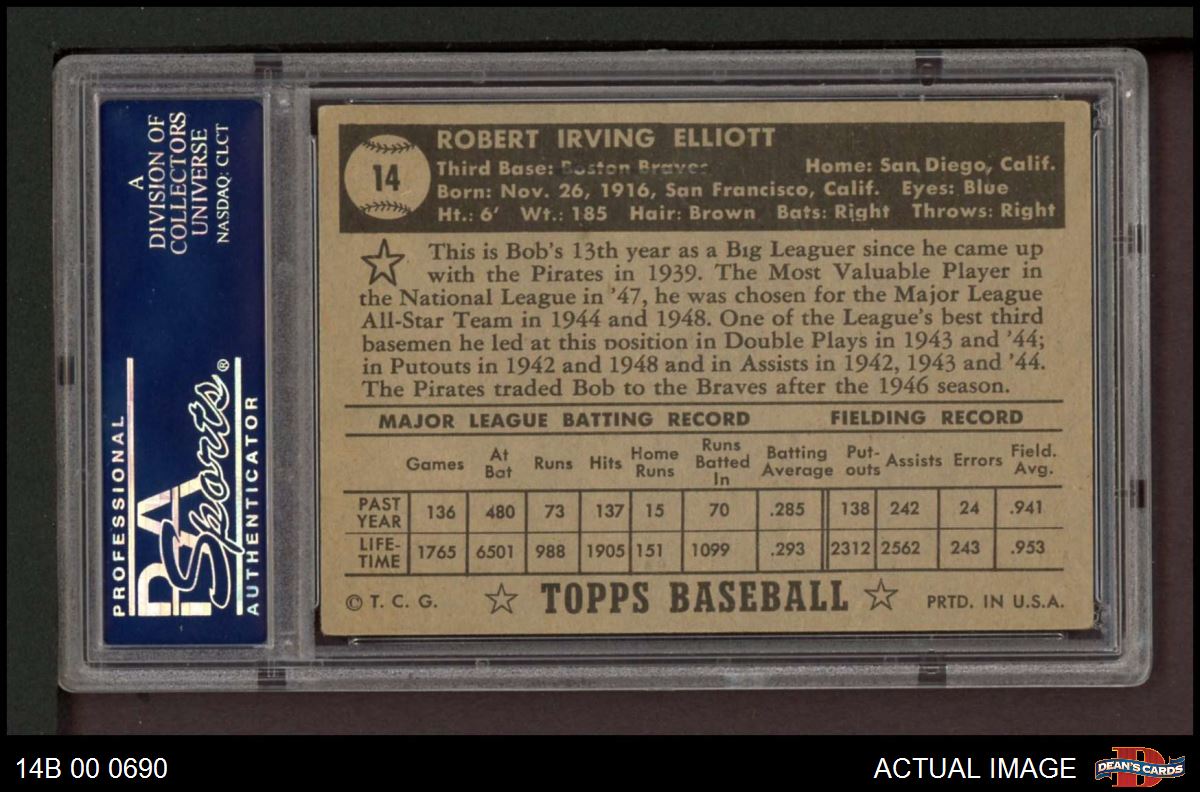 A
DIVISION OF
COLLECTORS
UNIVERSE
NASDAQ: CLCT
PROFESSIONAL
PSA
Sports®
AUTHENTICATOR
14
ROBERT IRVING ELLIOTT
Third Base: Boston Braves Home: San Diego, Calif.
Born: Nov. 26, 1916, San Francisco, Calif. Eyes: Blue
Ht.: 6' Wt.: 185 Hair: Brown Bats: Right Throws: Right
This is Bob's 13th year as a Big Leaguer since he came up
with the Pirates in 1939. The Most Valuable Player in
the National League in '47, he was chosen for the Major League
All-Star Team in 1944 and 1948. One of the League's best third
basemen he led at this position in Double Plays in 1943 and '44;
in Putouts in 1942 and 1948 and in Assists in 1942, 1943 and '44.
The Pirates traded Bob to the Braves after the 1946 season.
MAJOR LEAGUE BATTING RECORD FIELDING RECORD
Games At Bat Runs Hits Home Runs Runs Batted In Batting Average Put-outs Assists Errors Field. Avg.
PAST YEAR 136 480 73 137 15 70 .285 138 242 24 .941
LIFE-TIME 1765 6501 988 1905 151 1099 .293 2312 2562 243 .953
© T. C. G. TOPPS BASEBALL PRTD. IN U.S.A.
14B 00 0690 ACTUAL IMAGE DEAN'S CARDS